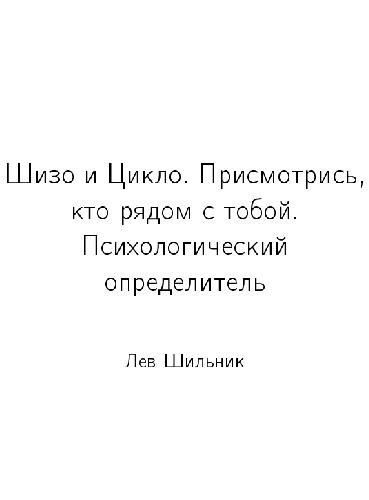 Шизо и Цикло. Присмотрись,
кто рядом с тобой.
Психологический
определитель
Лев Шильник